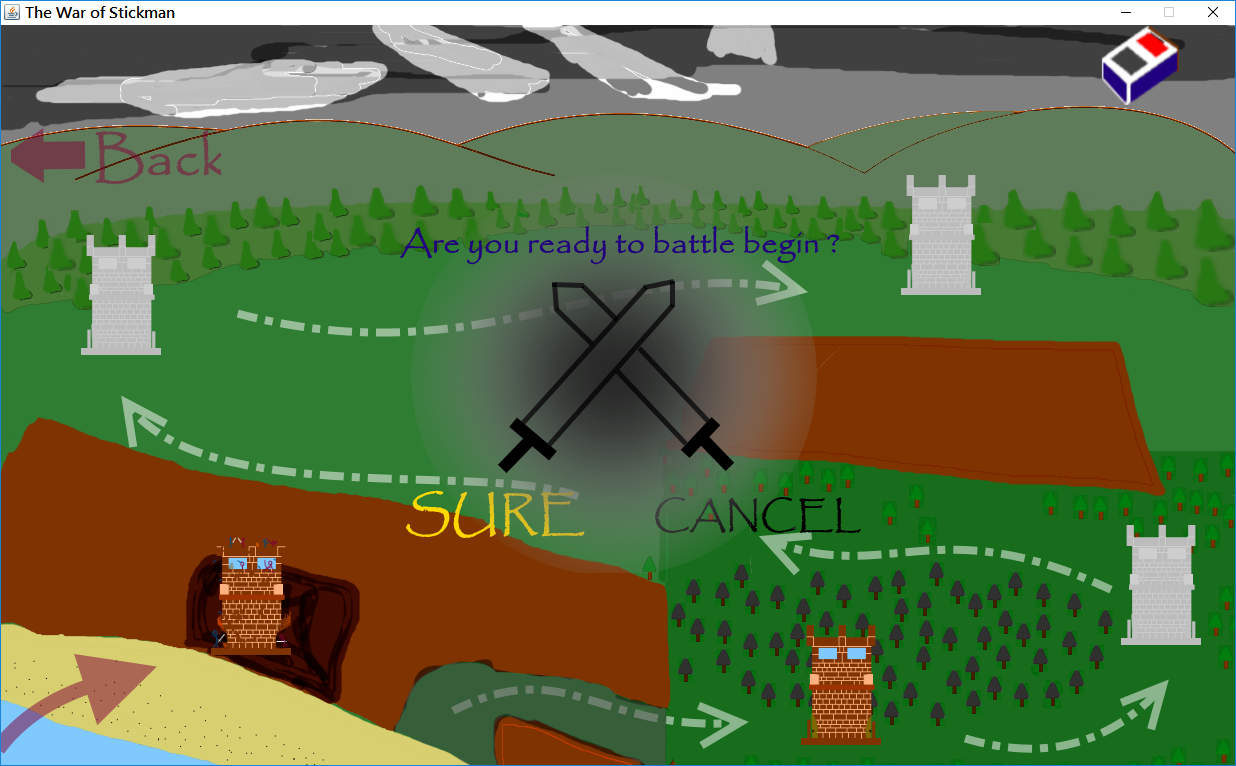 The War of Stickman
Back
Are you ready to battle begin ?
SURE
CANCEL